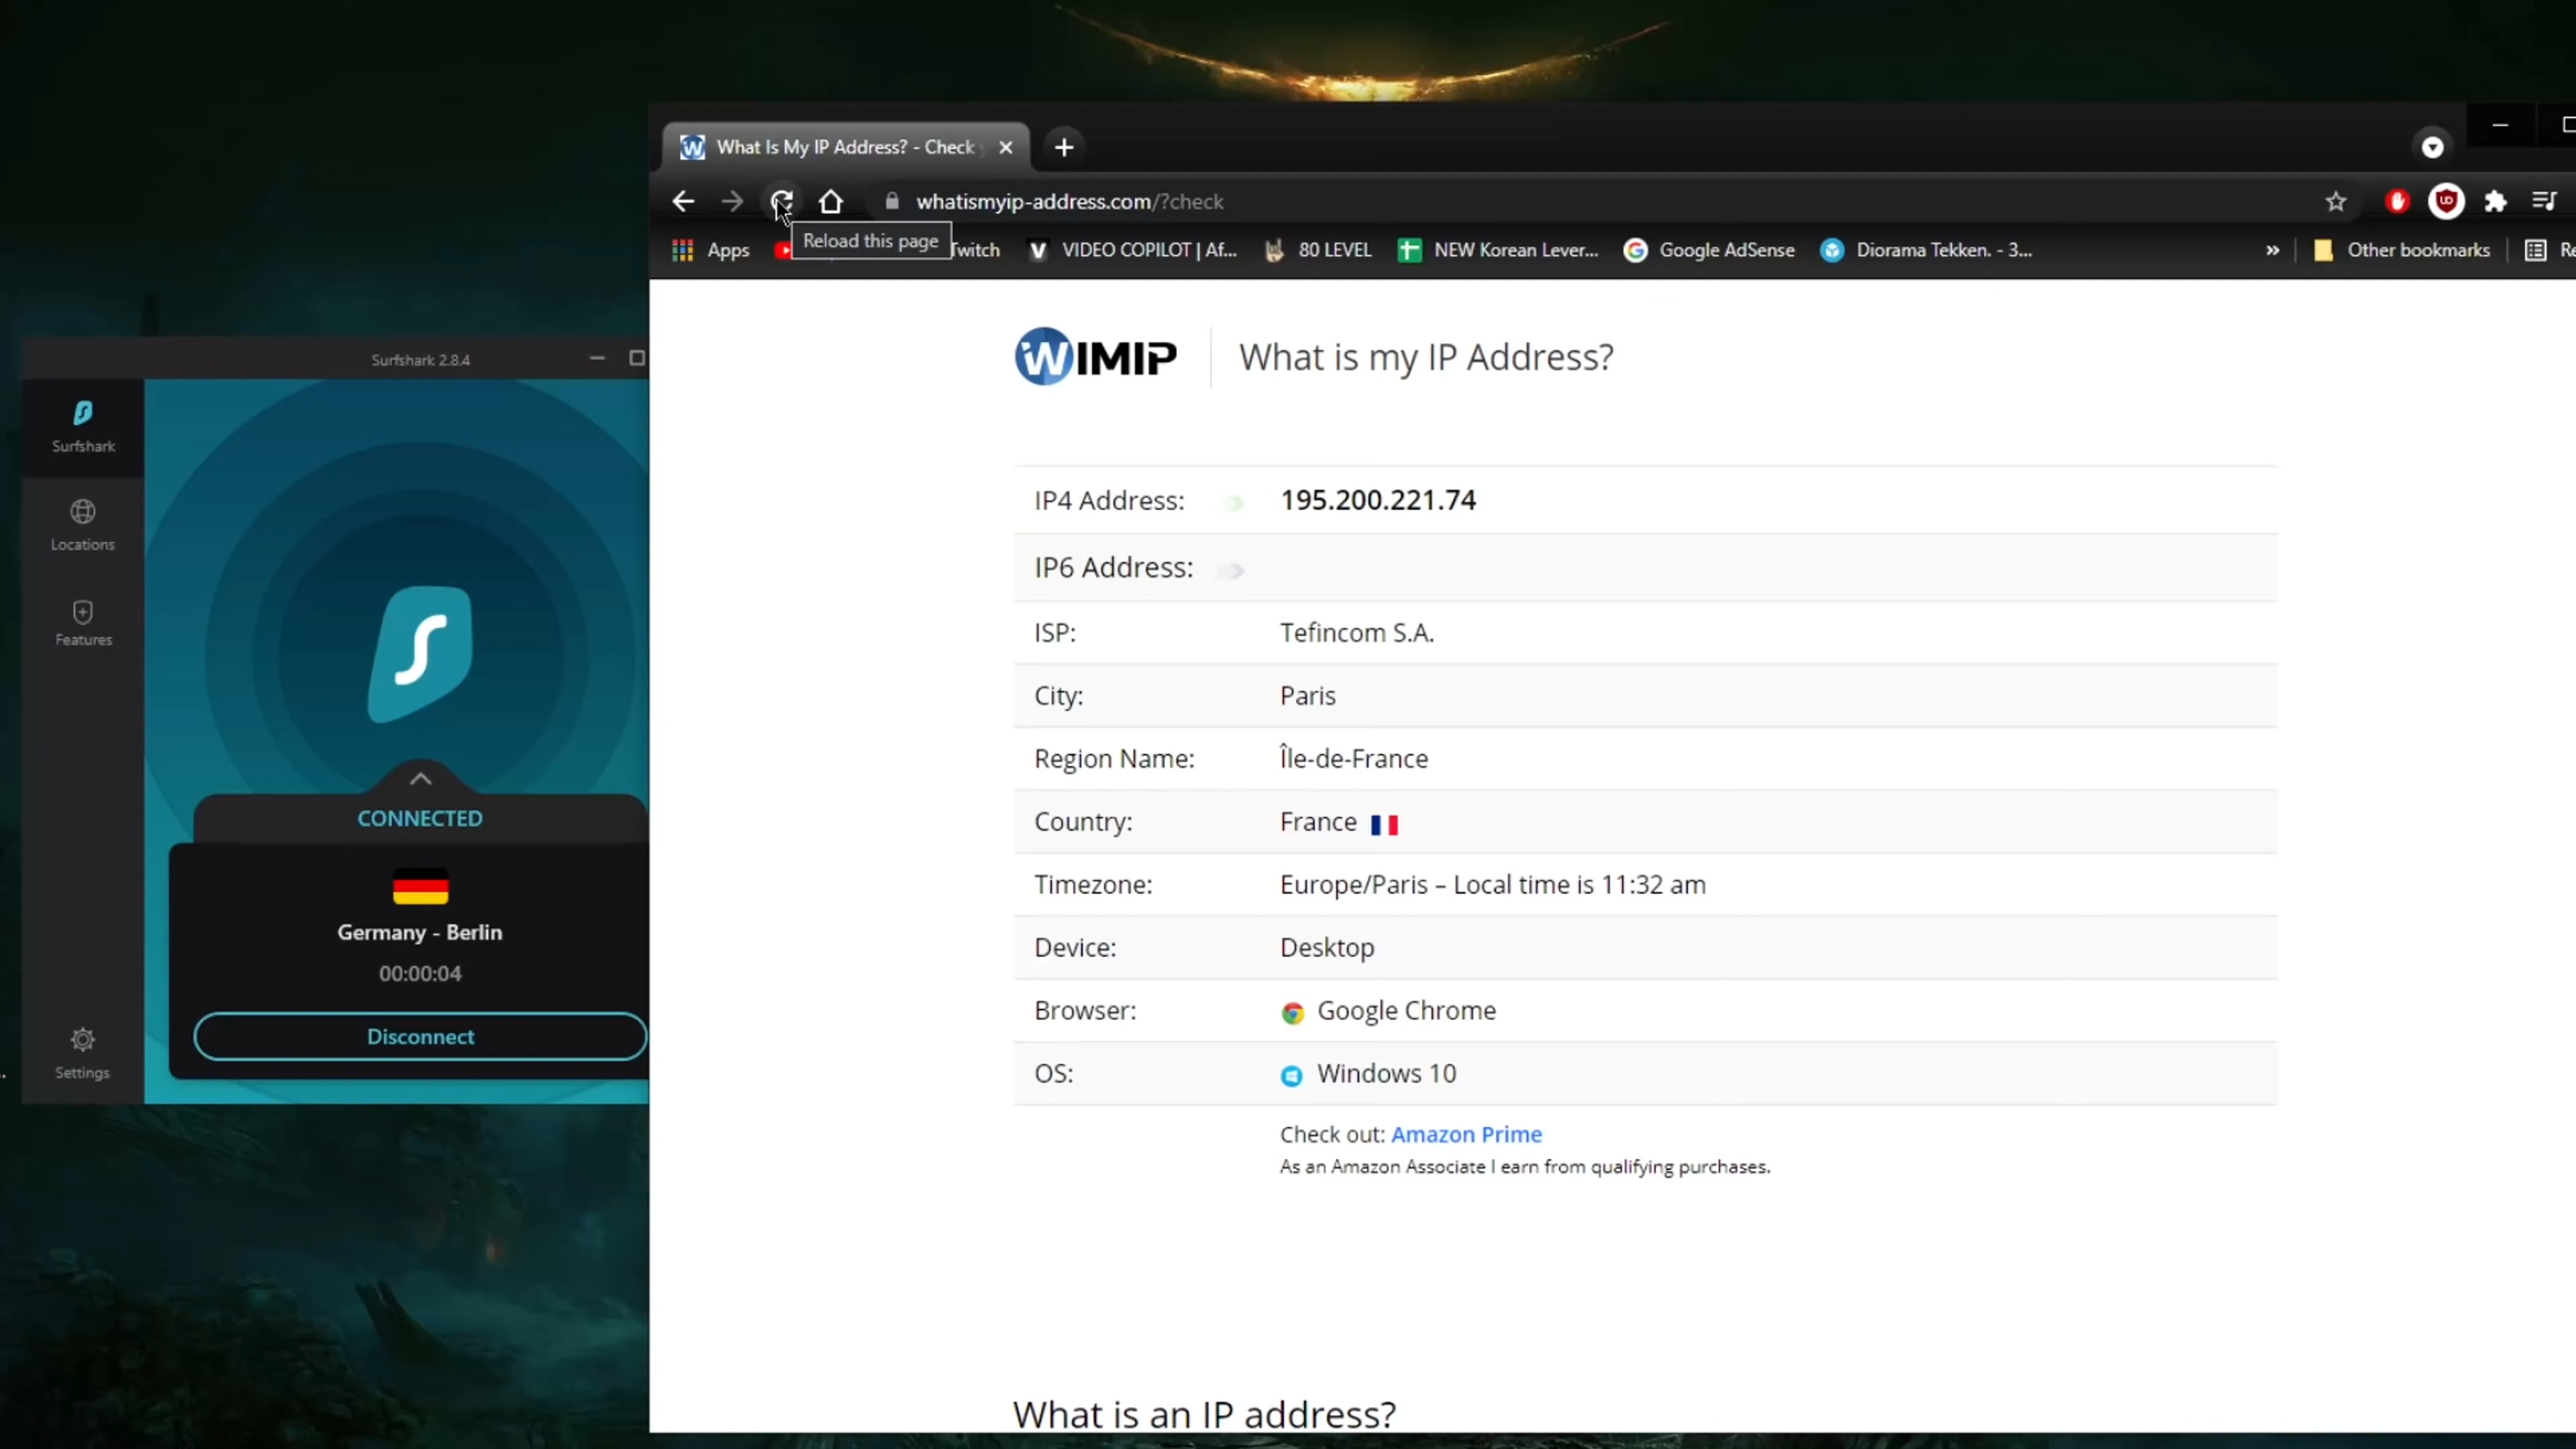 What Is My IP Address? - Check
whatismyip-address.com/?check
Reload this page
Apps
Twitch
VIDEO COPILOT | Af...
80 LEVEL
NEW Korean Lever...
Google AdSense
Diorama Tekken. - 3...
»
Other bookmarks
Surfshark 2.8.4
Surfshark
Locations
Features
Settings
CONNECTED
Germany - Berlin
00:00:04
Disconnect
WIMIP
What is my IP Address?
IP4 Address: 195.200.221.74
IP6 Address:
ISP: Tefincom S.A.
City: Paris
Region Name: Île-de-France
Country: France
Timezone: Europe/Paris – Local time is 11:32 am
Device: Desktop
Browser: Google Chrome
OS: Windows 10
Check out: Amazon Prime
As an Amazon Associate I earn from qualifying purchases.
What is an IP address?